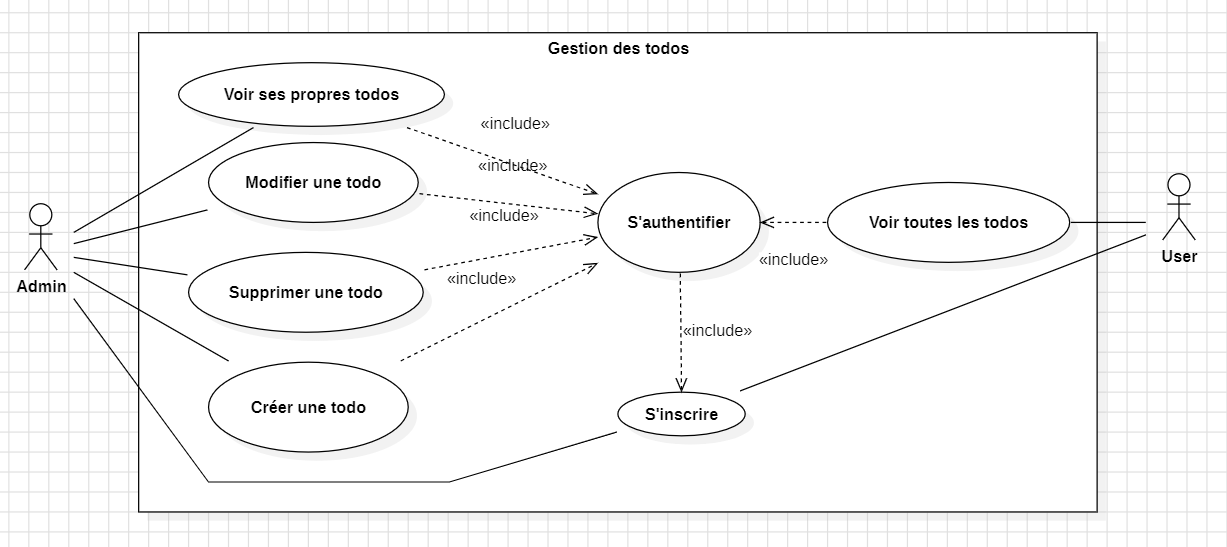 Gestion des todos
Voir ses propres todos
«include»
«include»
Modifier une todo
«include»
S'authentifier
Voir toutes les todos
«include»
User
Admin
Supprimer une todo
«include»
«include»
Créer une todo
S'inscrire